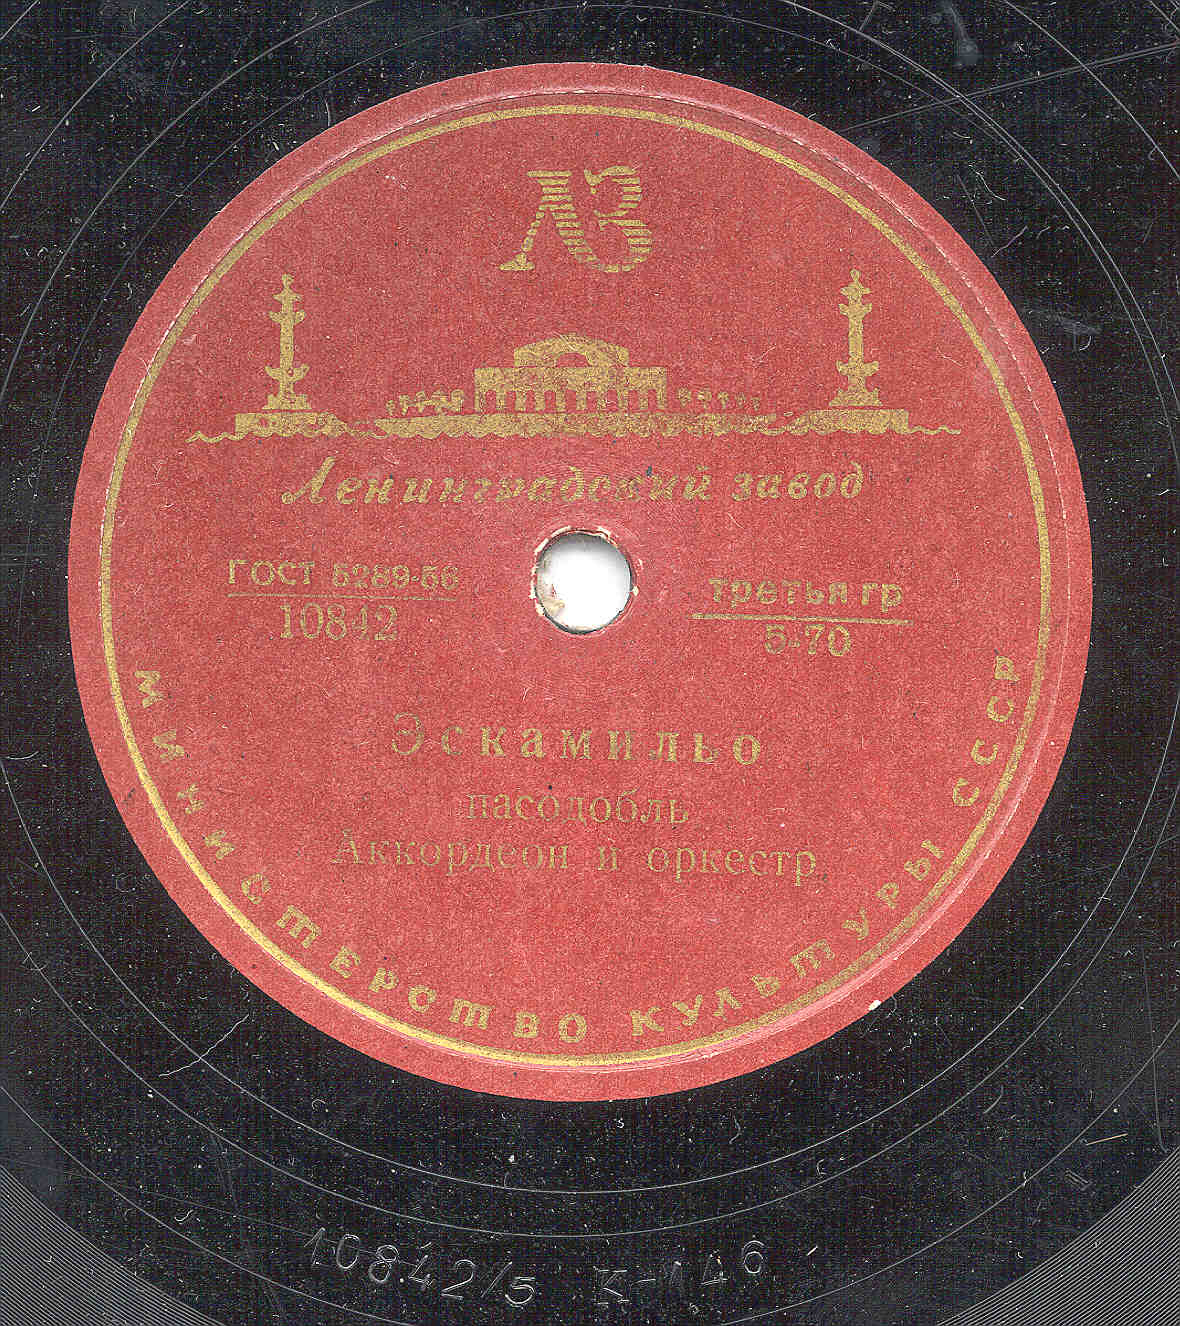 ЛЗ
Ленинградский завод
ГОСТ 5289-56
10842
третья гр
5-70
Эскамильо
пасодобль
Аккордеон и оркестр
МИНИСТЕРСТВО КУЛЬТУРЫ СССР
10842/5 К-146